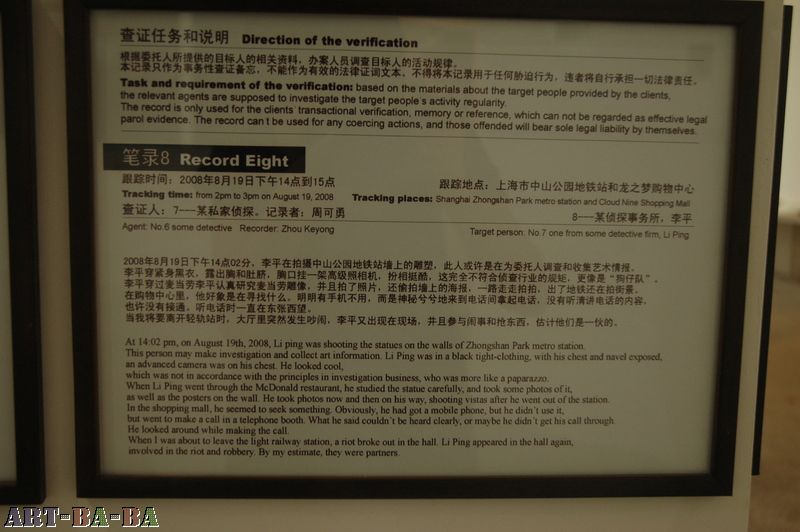 查证任务和说明 Direction of the verification
根据委托人所提供的目标人的相关资料，办案人员调查目标人的活动规律。
本记录只作为事务性查证备忘，不能作为有效的法律证词文本，不得将本记录用于任何胁迫行为，违者将自行承担一切法律责任。
Task and requirement of the verification: based on the materials about the target people provided by the clients,
the relevant agents are supposed to investigate the target people's activity regularity.
The record is only used for the clients' transactional verification, memory or reference, which can not be regarded as effective legal
parol evidence. The record can't be used for any coercing actions, and those offended will bear sole legal liability by themselves.
笔录8 Record Eight
跟踪时间：2008年8月19日下午14点到15点 跟踪地点：上海市中山公园地铁站和龙之梦购物中心
Tracking time: from 2pm to 3pm on August 19, 2008 Tracking places: Shanghai Zhongshan Park metro station and Cloud Nine Shopping Mall
查证人：7---某私家侦探。记录者：周可勇 8---某侦探事务所，李平
Agent: No.6 some detective Recorder: Zhou Keyong Target person: No.7 one from some detective firm, Li Ping
2008年8月19日下午14点02分，李平在拍摄中山公园地铁站墙上的雕塑，此人或许是在为委托人调查和收集艺术情报。
李平穿紧身黑衣，露出胸和肚脐，胸口挂一架高级照相机，扮相挺酷，这完全不符合侦查行业的规矩，更像是“狗仔队”。
李平穿过麦当劳李平认真研究麦当劳雕像，并且拍了照片，还偷拍墙上的海报，一路走走拍拍，出了地铁还在拍街景。
在购物中心里，他好象是在寻找什么。明明有手机不用，而是神秘兮兮地来到电话间拿起电话，没有听清讲电话的内容，
也许没有接通。听电话时一直在东张西望。
当我将要离开轻轨站时，大厅里突然发生吵闹，李平又出现在现场，并且参与闹事和抢东西，估计他们是一伙的。
At 14:02 pm, on August 19th, 2008, Li ping was shooting the statues on the walls of Zhongshan Park metro station.
This person may make investigation and collect art information. Li Ping was in a black tight-clothing, with his chest and navel exposed,
an advanced camera was on his chest. He looked cool,
which was not in accordance with the principles in investigation business, who was more like a paparazzo.
When Li Ping went through the McDonald restaurant, he studied the statue carefully, and took some photos of it,
as well as the posters on the wall. He took photos now and then on his way, shooting vistas after he went out of the station.
In the shopping mall, he seemed to seek something. Obviously, he had got a mobile phone, but he didn't use it,
but went to make a call in a telephone booth. What he said couldn't be heard clearly, or maybe he didn't get his call through.
He looked around while making the call.
When I was about to leave the light railway station, a riot broke out in the hall. Li Ping appeared in the hall again,
involved in the riot and robbery. By my estimate, they were partners.
ART-BA-BA